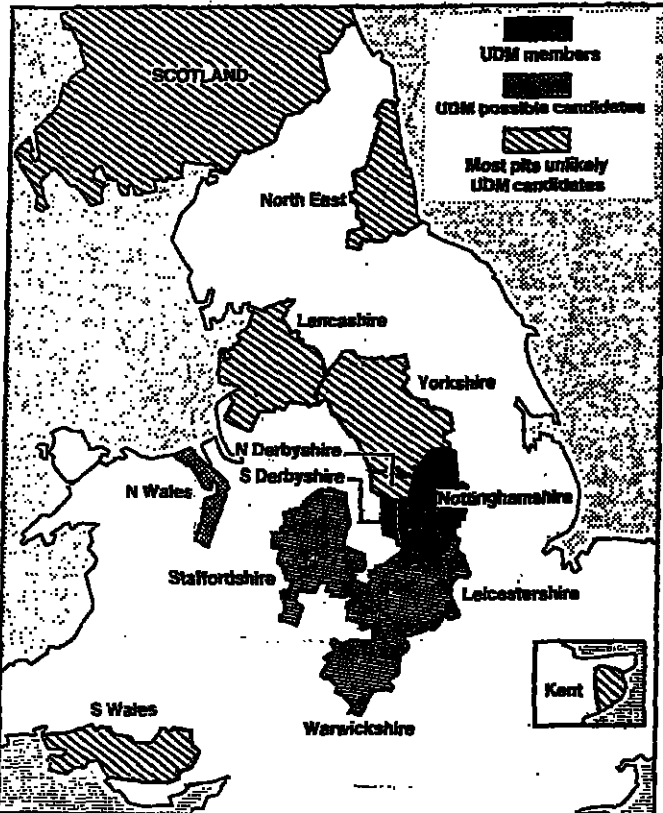 SCOTLAND
UDM members
UDM possible candidates
Most pits unlikely
UDM candidates
North East
Lancashire
Yorkshire
N Derbyshire
S Derbyshire
N Wales
Nottinghamshire
Staffordshire
Leicestershire
Kent
S Wales
Warwickshire